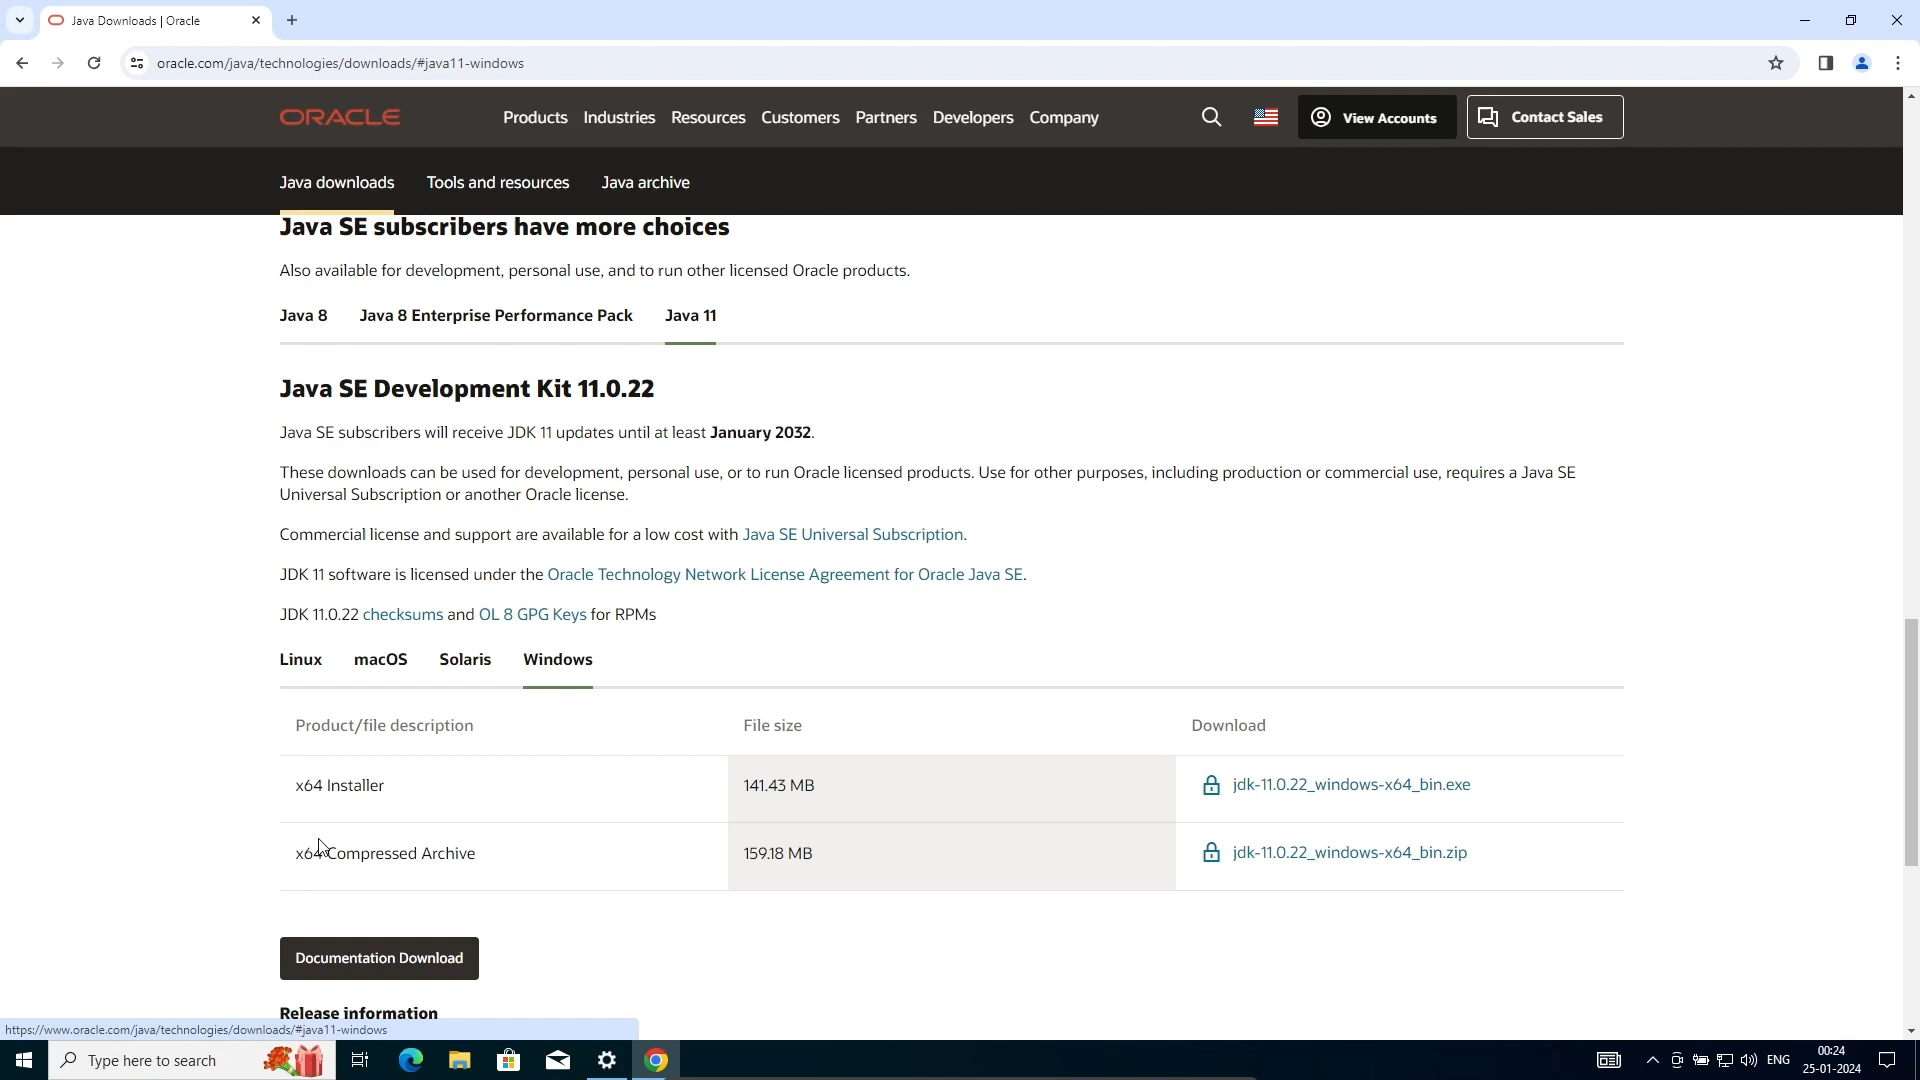 Java Downloads | Oracle
oracle.com/java/technologies/downloads/#java11-windows
ORACLE
Products Industries Resources Customers Partners Developers Company
View Accounts
Contact Sales
Java downloads Tools and resources Java archive
Java SE subscribers have more choices
Also available for development, personal use, and to run other licensed Oracle products.
Java 8 Java 8 Enterprise Performance Pack Java 11
Java SE Development Kit 11.0.22
Java SE subscribers will receive JDK 11 updates until at least January 2032.
These downloads can be used for development, personal use, or to run Oracle licensed products. Use for other purposes, including production or commercial use, requires a Java SE
Universal Subscription or another Oracle license.
Commercial license and support are available for a low cost with Java SE Universal Subscription.
JDK 11 software is licensed under the Oracle Technology Network License Agreement for Oracle Java SE.
JDK 11.0.22 checksums and OL 8 GPG Keys for RPMs
Linux macOS Solaris Windows
Product/file description File size Download
x64 Installer 141.43 MB jdk-11.0.22_windows-x64_bin.exe
x64 Compressed Archive 159.18 MB jdk-11.0.22_windows-x64_bin.zip
Documentation Download
Release information
https://www.oracle.com/java/technologies/downloads/#java11-windows
Type here to search
ENG
00:24
25-01-2024